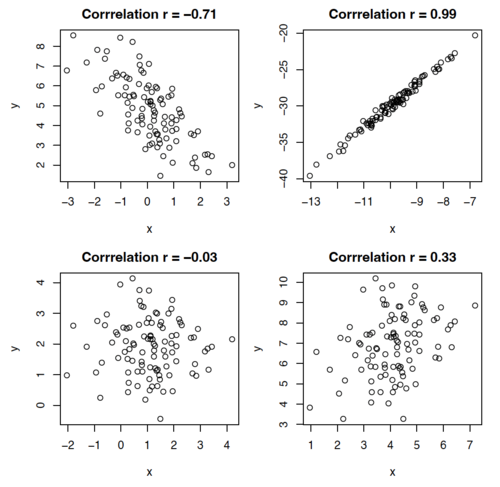 Corrrelation r = −0.71
Corrrelation r = 0.99
y
8
7
6
5
4
3
2
−3 −2 −1 0 1 2 3
x
y
−20
−25
−30
−35
−40
−13 −11 −9 −8 −7
x
Corrrelation r = −0.03
Corrrelation r = 0.33
y
4
3
2
1
0
−2 −1 0 1 2 3 4
x
y
10
9
8
7
6
5
4
3
1 2 3 4 5 6 7
x